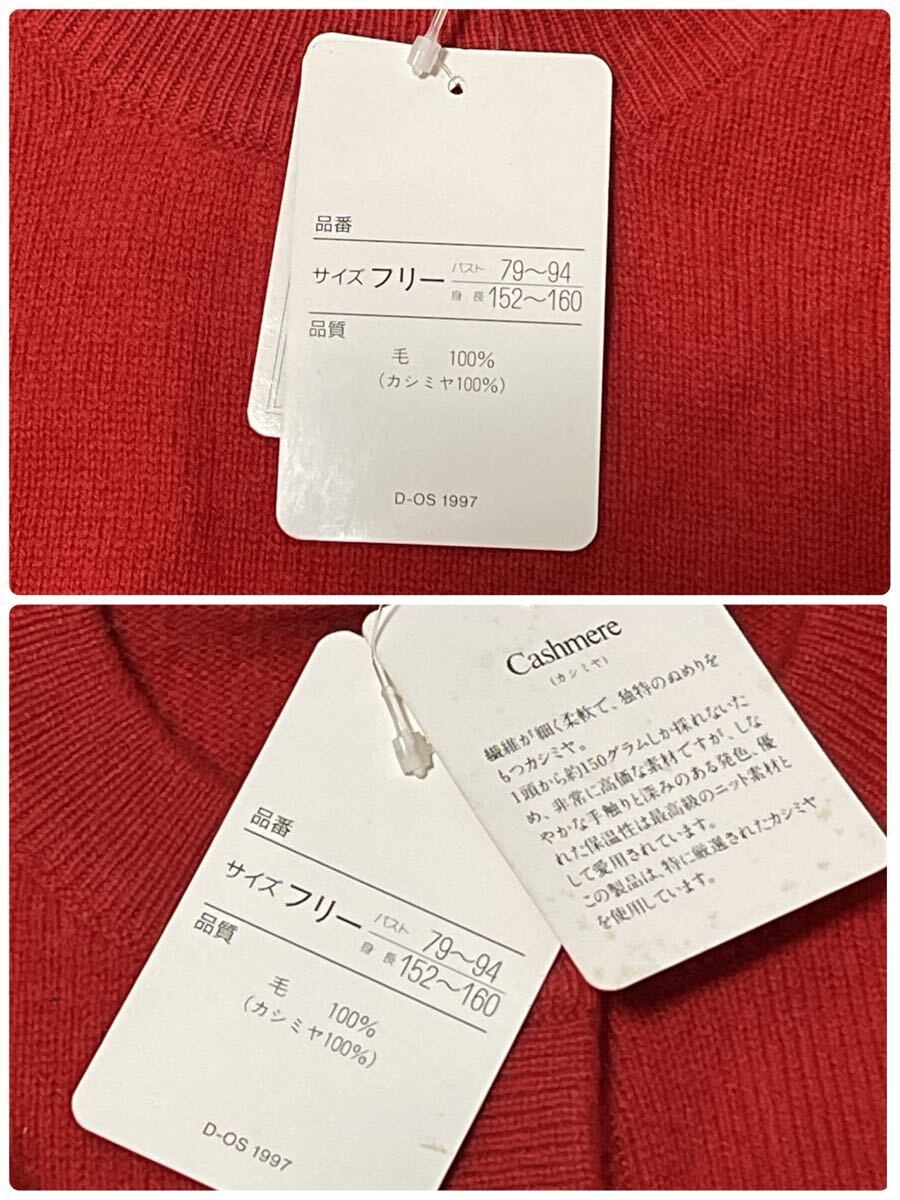 品番
サイズ フリー バスト 79～94
身長 152～160
品質
毛 100%
(カシミヤ100%)
D-OS 1997
Cashmere
(カシミヤ)
繊維が細く柔軟で、独特のぬめりを
もつカシミヤ。
1頭から約150グラムしか採れないた
め、非常に高価な素材ですが、しな
やかな手触りと深みのある発色、優
れた保温性は最高級のニット素材と
して愛用されています。
この製品は、特に厳選されたカシミヤ
を使用しています。
品番
サイズ フリー バスト 79～94
身長 152～160
品質
毛 100%
(カシミヤ100%)
D-OS 1997